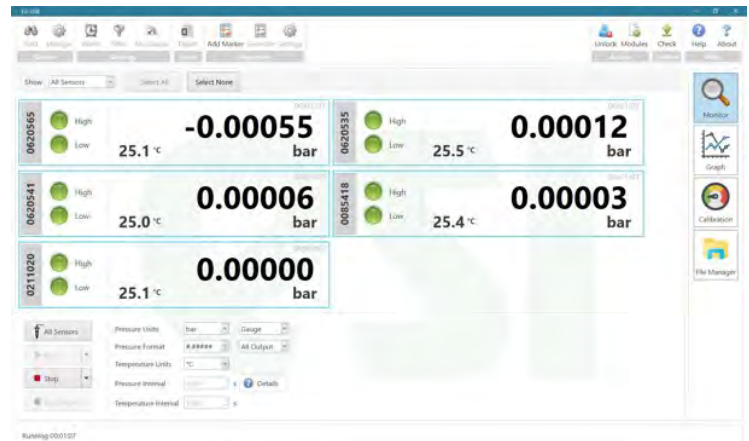 Add Marker
Unlock Modules Check Help About
Show All Sensors Select All Select None
0620565 High Low 25.1 °C -0.00055 bar
0620535 High Low 25.5 °C 0.00012 bar
0620541 High Low 25.0 °C 0.00006 bar
0085418 High Low 25.4 °C 0.00003 bar
0211020 High Low 25.1 °C 0.00000 bar
Monitor
Graph
Calibration
File Manager
All Sensors
Stop
Pressure Units bar Gauge
Pressure Format #.##### All Output
Temperature Units °C
Pressure Interval s Details
Temperature Interval s
Running 00:01:07